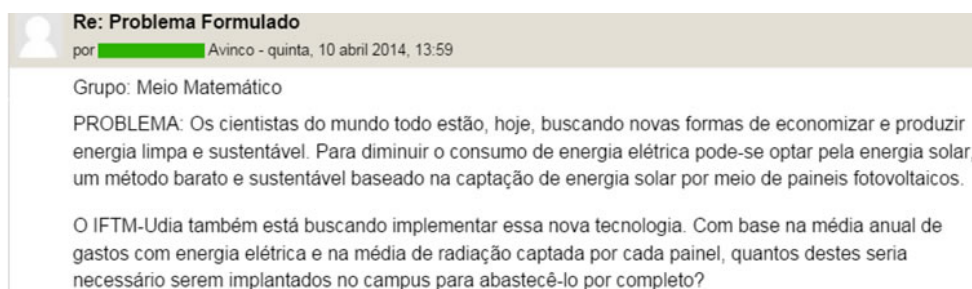 Re: Problema Formulado
por Avinco - quinta, 10 abril 2014, 13:59
Grupo: Meio Matemático
PROBLEMA: Os cientistas do mundo todo estão, hoje, buscando novas formas de economizar e produzir
energia limpa e sustentável. Para diminuir o consumo de energia elétrica pode-se optar pela energia solar,
um método barato e sustentável baseado na captação de energia solar por meio de paineis fotovoltaicos.
O IFTM-Udia também está buscando implementar essa nova tecnologia. Com base na média anual de
gastos com energia elétrica e na média de radiação captada por cada painel, quantos destes seria
necessário serem implantados no campus para abastecê-lo por completo?